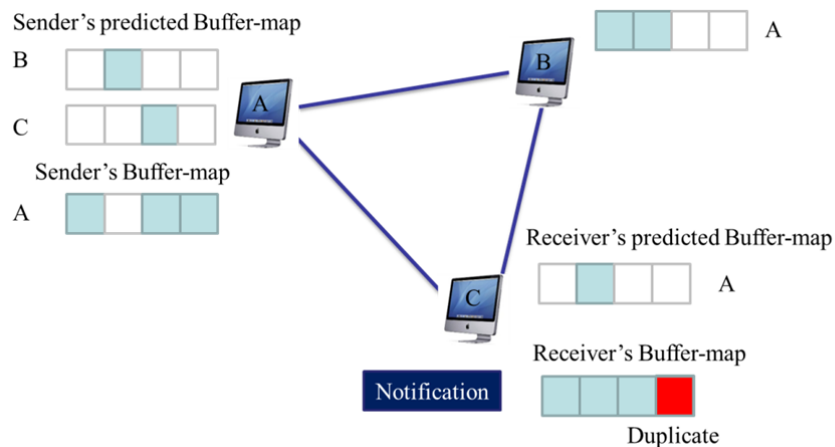 Sender's predicted Buffer-map
B
C
Sender's Buffer-map
A
A
B
A
Receiver's predicted Buffer-map
A
C
Receiver's Buffer-map
Notification
Duplicate